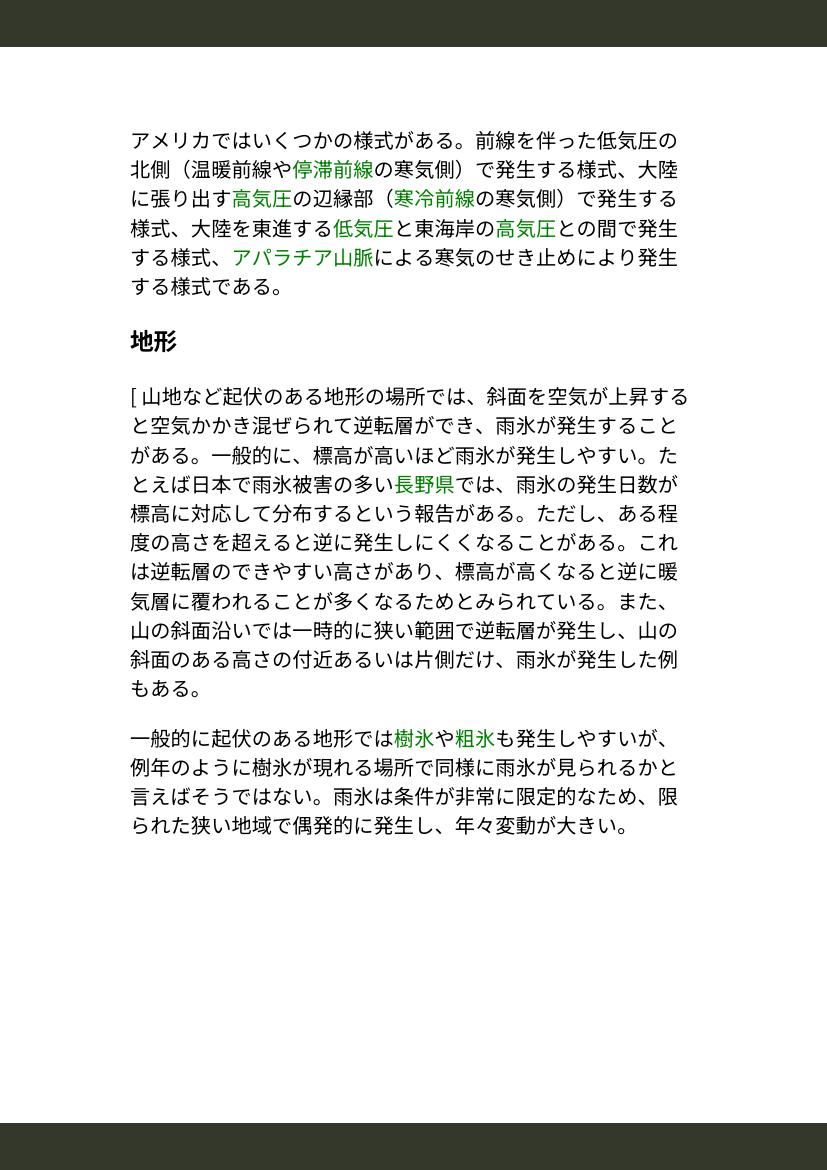 アメリカではいくつかの様式がある。前線を伴った低気圧の
北側（温暖前線や停滞前線の寒気側）で発生する様式、大陸
に張り出す高気圧の辺縁部（寒冷前線の寒気側）で発生する
様式、大陸を東進する低気圧と東海岸の高気圧との間で発生
する様式、アパラチア山脈による寒気のせき止めにより発生
する様式である。
地形
[ 山地など起伏のある地形の場所では、斜面を空気が上昇する
と空気かかき混ぜられて逆転層ができ、雨氷が発生すること
がある。一般的に、標高が高いほど雨氷が発生しやすい。た
とえば日本で雨氷被害の多い長野県では、雨氷の発生日数が
標高に対応して分布するという報告がある。ただし、ある程
度の高さを超えると逆に発生しにくくなることがある。これ
は逆転層のできやすい高さがあり、標高が高くなると逆に暖
気層に覆われることが多くなるためとみられている。また、
山の斜面沿いでは一時的に狭い範囲で逆転層が発生し、山の
斜面のある高さの付近あるいは片側だけ、雨氷が発生した例
もある。
一般的に起伏のある地形では樹氷や粗氷も発生しやすいが、
例年のように樹氷が現れる場所で同様に雨氷が見られるかと
言えばそうではない。雨氷は条件が非常に限定的なため、限
られた狭い地域で偶発的に発生し、年々変動が大きい。